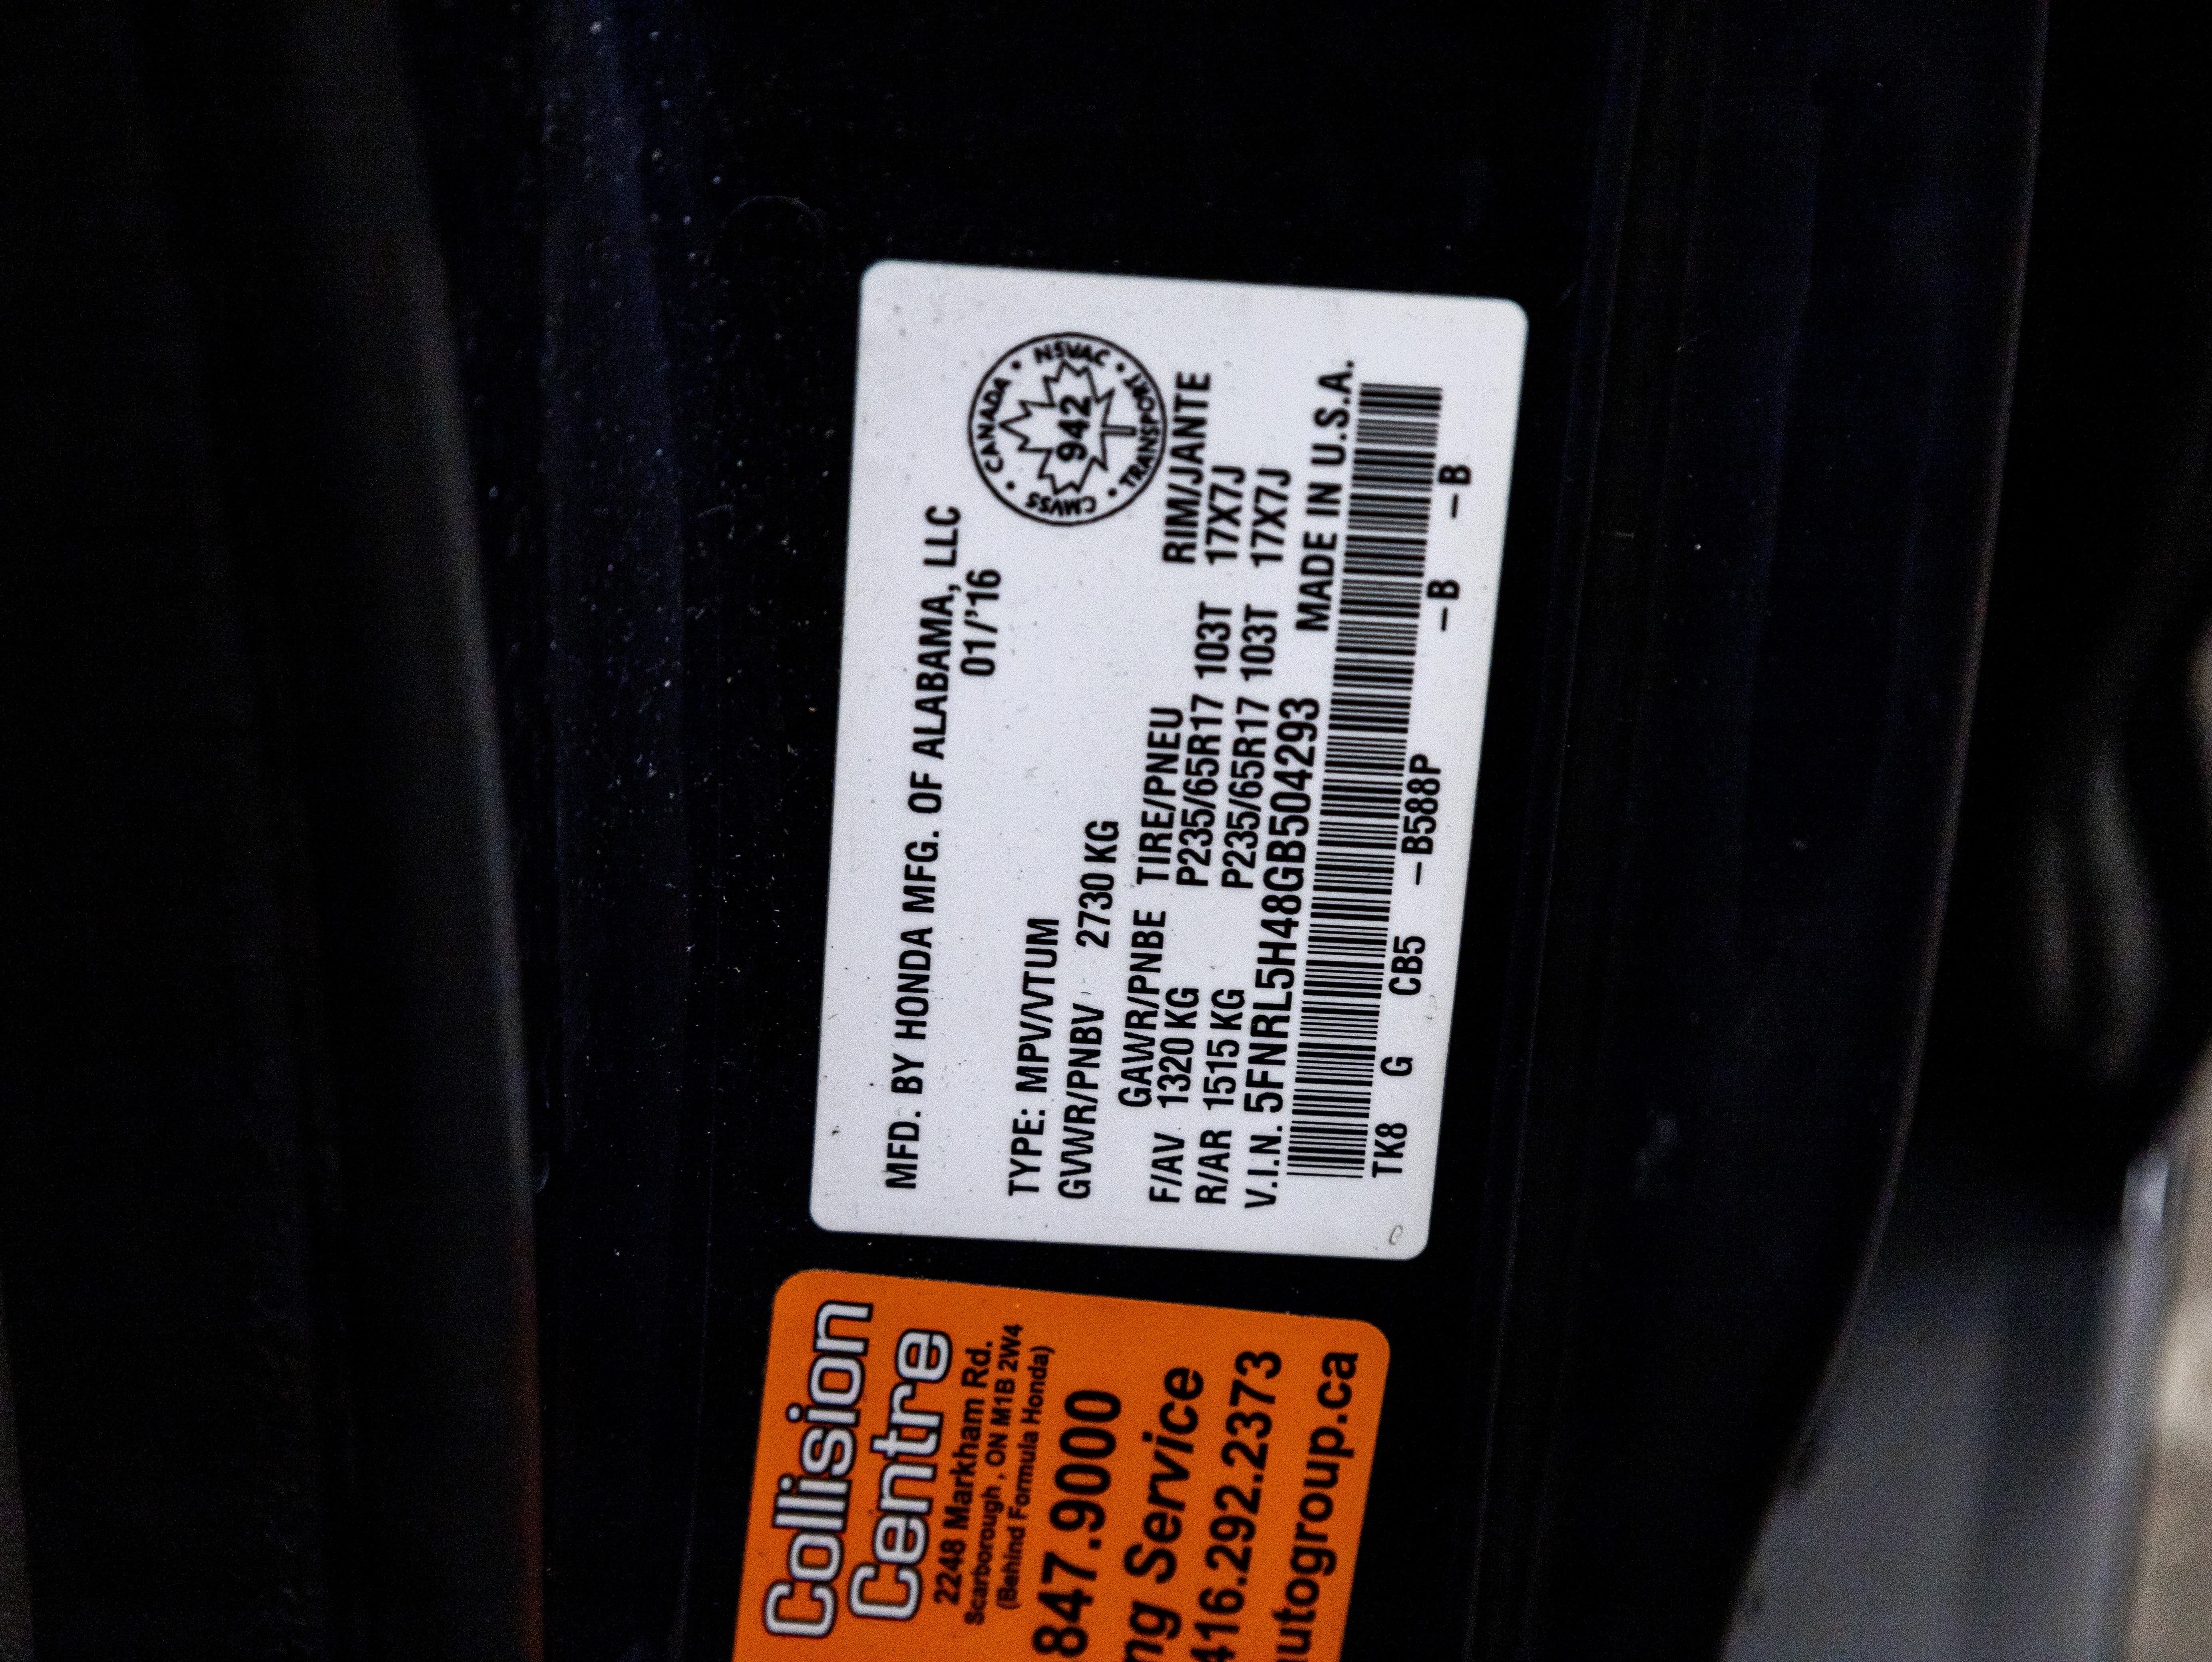 MFD. BY HONDA MFG. OF ALABAMA, LLC
01/'16
CANADA • NSVAC • TRANSPORT • CMVSS •
942
TYPE: MPV/VTUM
GVWR/PNBV 2730 KG
GAWR/PNBE TIRE/PNEU RIM/JANTE
F/AV 1320 KG P235/65R17 103T 17X7J
R/AR 1515 KG P235/65R17 103T 17X7J
V.I.N. 5FNRL5H48GB504293 MADE IN U.S.A.
TK8 G CB5 –B588P –B –B
Collision
Centre
2248 Markham Rd.
Scarborough , ON M1B 2W4
(Behind Formula Honda)
847.9000
ng Service
416.292.2373
autogroup.ca